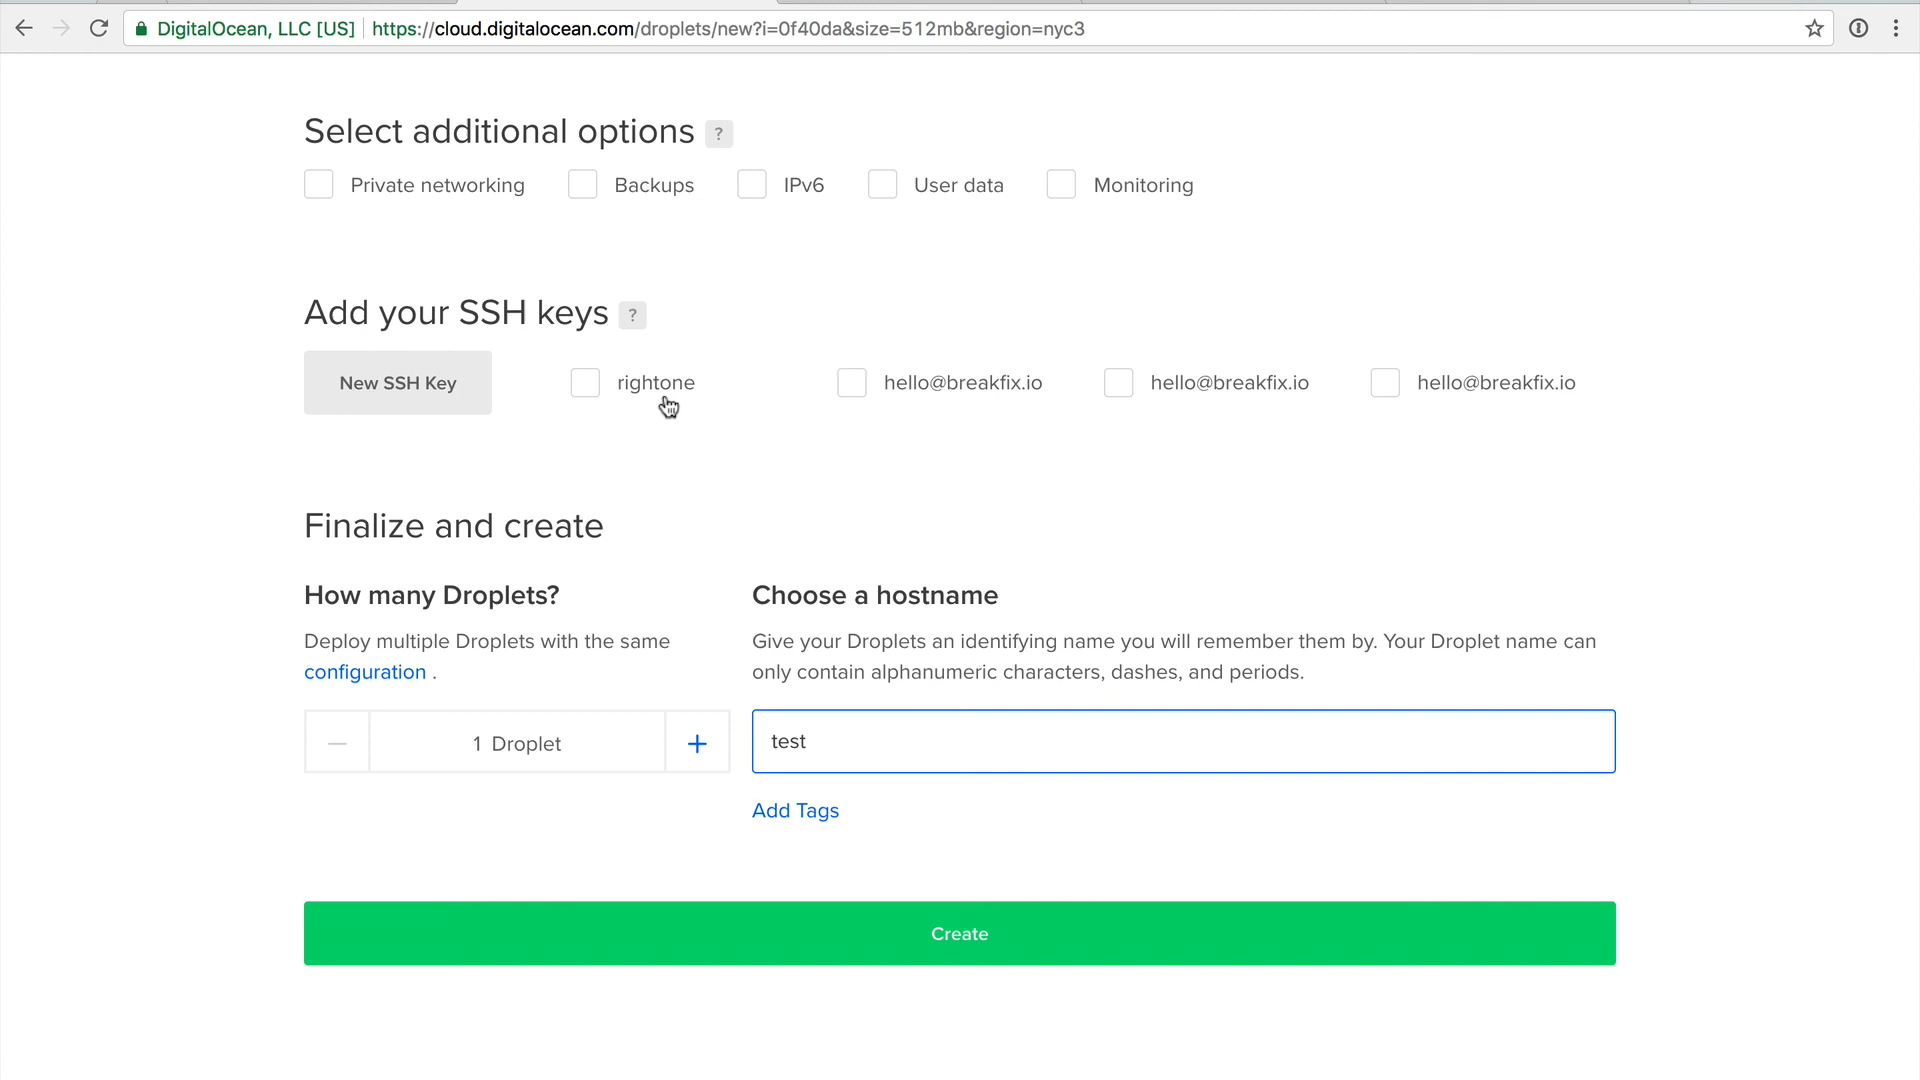 DigitalOcean, LLC [US] https://cloud.digitalocean.com/droplets/new?i=0f40da&size=512mb&region=nyc3
Select additional options ?
Private networking Backups IPv6 User data Monitoring
Add your SSH keys ?
New SSH Key rightone hello@breakfix.io hello@breakfix.io hello@breakfix.io
Finalize and create
How many Droplets?
Deploy multiple Droplets with the same
configuration .
1 Droplet
Choose a hostname
Give your Droplets an identifying name you will remember them by. Your Droplet name can
only contain alphanumeric characters, dashes, and periods.
test
Add Tags
Create